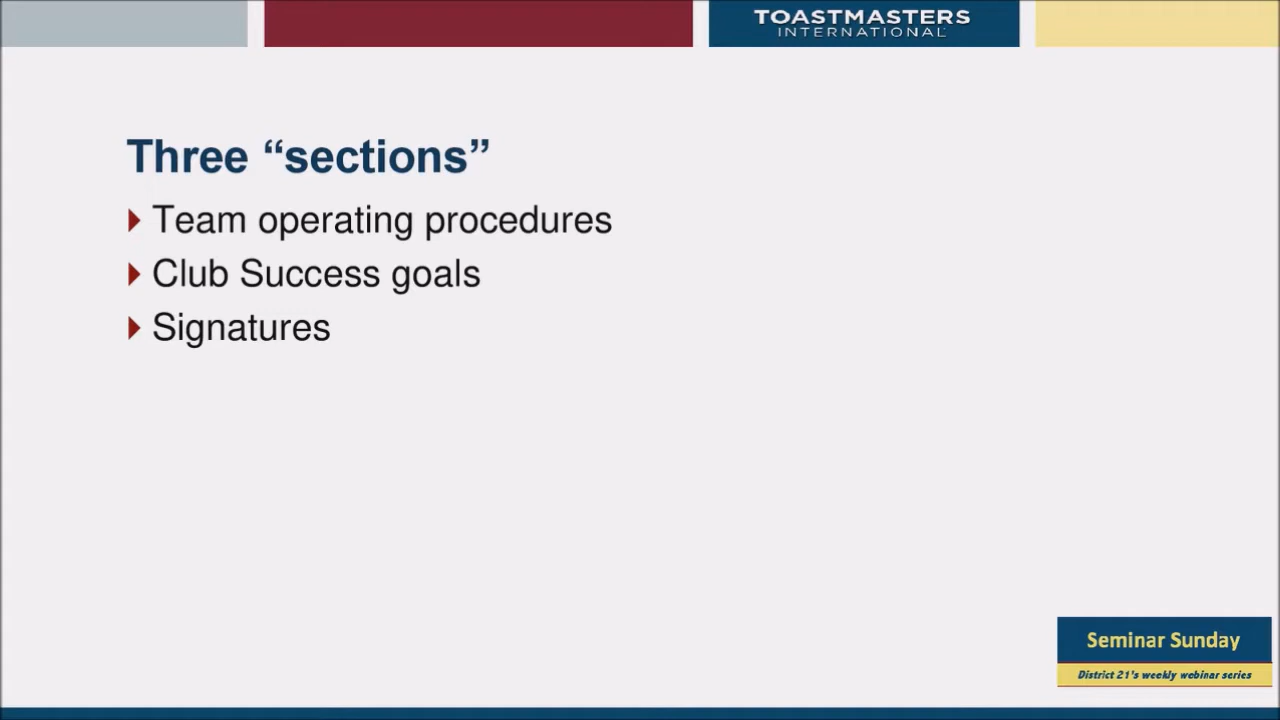 TOASTMASTERS
INTERNATIONAL
Three “sections”
Team operating procedures
Club Success goals
Signatures
Seminar Sunday
District 21's weekly webinar series